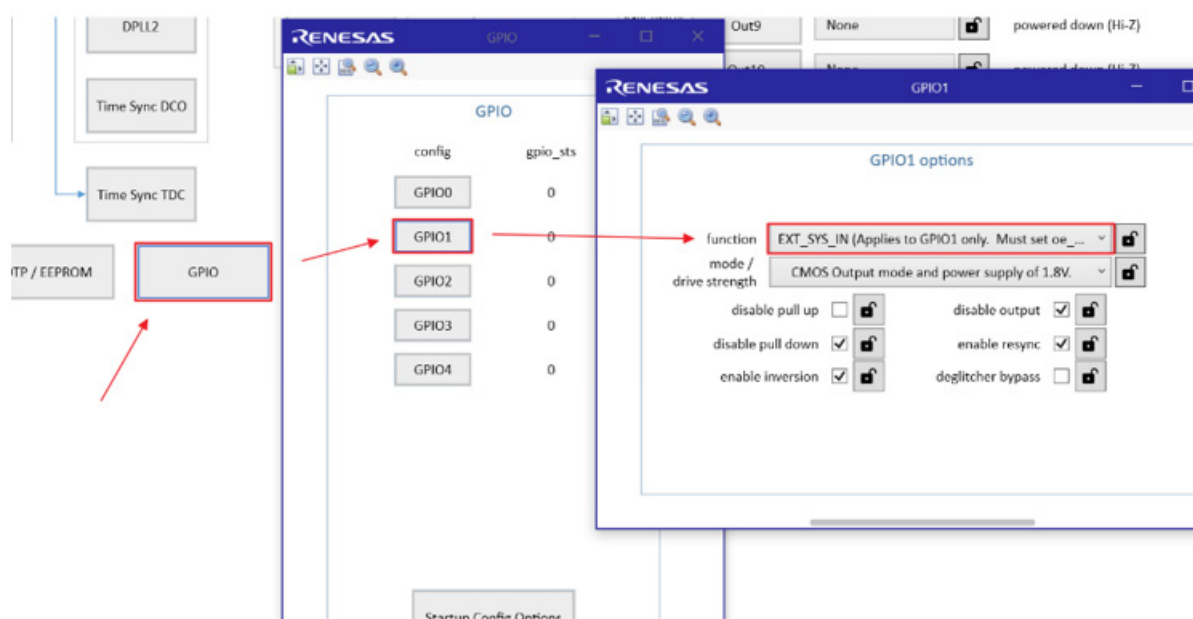 DPLL2
Time Sync DCO
Time Sync TDC
TP / EEPROM
GPIO
RENESAS
GPIO
GPIO
config gpio_sts
GPIO0 0
GPIO1 0
GPIO2 0
GPIO3 0
GPIO4 0
Startup Config Options
Out9 None powered down (Hi-Z)
RENESAS
GPIO1
GPIO1 options
function EXT_SYS_IN (Applies to GPIO1 only. Must set oe_...
mode /
drive strength CMOS Output mode and power supply of 1.8V.
disable pull up disable output
disable pull down enable resync
enable inversion deglitcher bypass